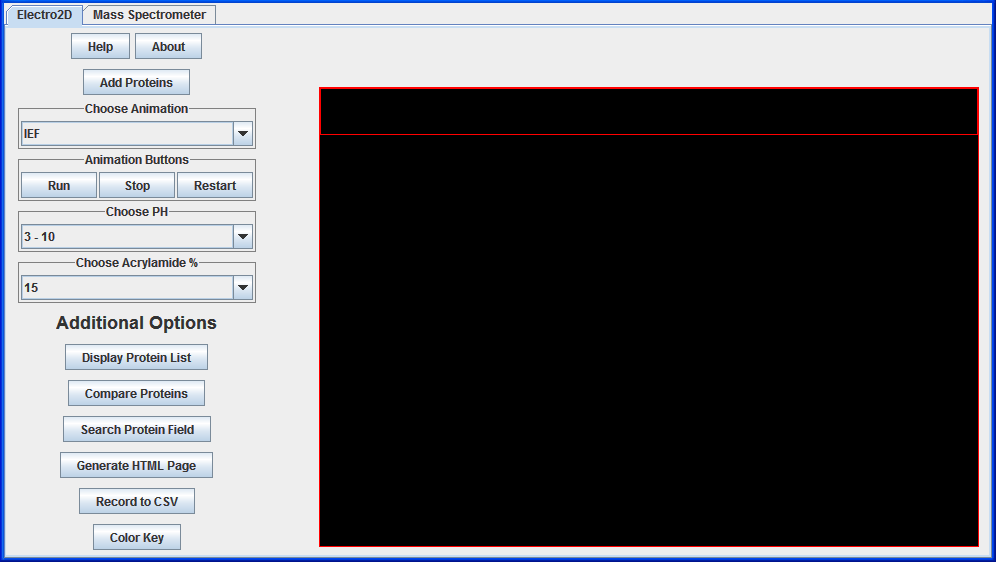 Electro2D Mass Spectrometer
Help About
Add Proteins
Choose Animation
IEF
Animation Buttons
Run Stop Restart
Choose PH
3 - 10
Choose Acrylamide %
15
Additional Options
Display Protein List
Compare Proteins
Search Protein Field
Generate HTML Page
Record to CSV
Color Key